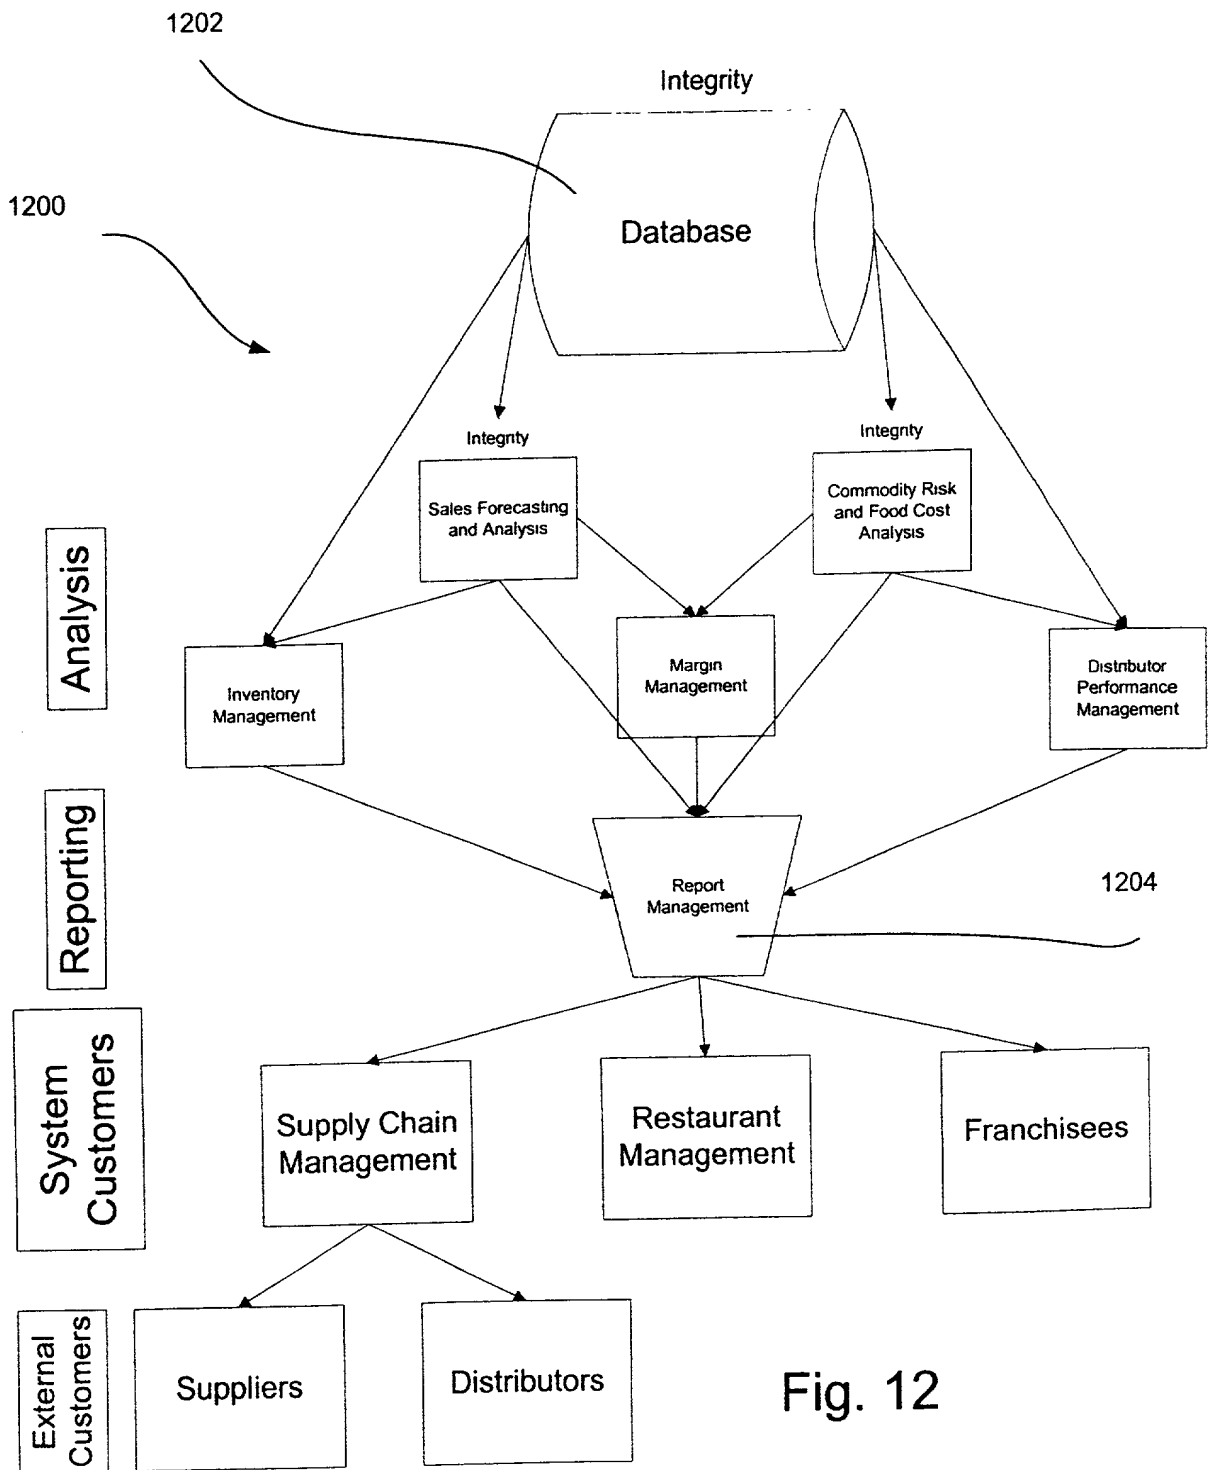 1202
Integrity
1200
Database
Integrity
Integrity
Sales Forecasting
and Analysis
Commodity Risk
and Food Cost
Analysis
Analysis
Inventory
Management
Margin
Management
Distributor
Performance
Management
Reporting
Report
Management
1204
System
Customers
Supply Chain
Management
Restaurant
Management
Franchisees
External
Customers
Suppliers
Distributors
Fig. 12